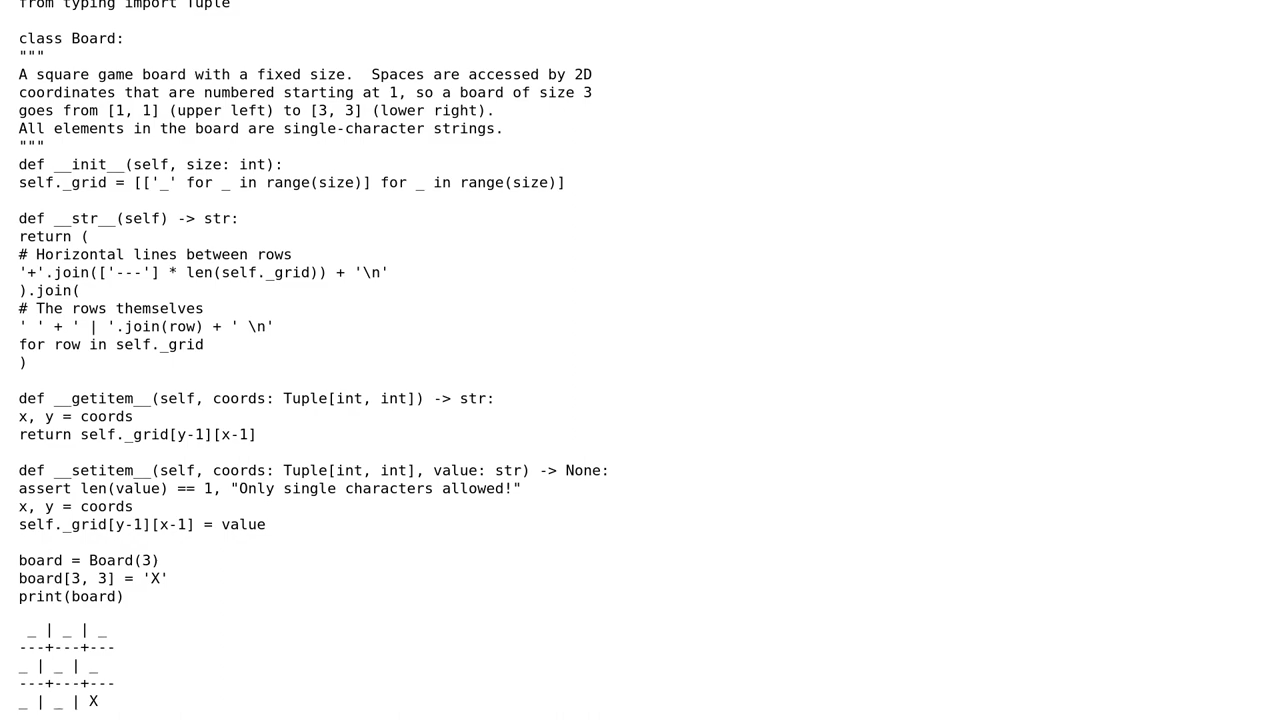 from typing import Tuple

class Board:
"""
A square game board with a fixed size.  Spaces are accessed by 2D
coordinates that are numbered starting at 1, so a board of size 3
goes from [1, 1] (upper left) to [3, 3] (lower right).
All elements in the board are single-character strings.
"""
def __init__(self, size: int):
self._grid = [['_' for _ in range(size)] for _ in range(size)]

def __str__(self) -> str:
return (
# Horizontal lines between rows
'+'.join(['---'] * len(self._grid)) + '\n'
).join(
# The rows themselves
' ' + ' | '.join(row) + ' \n'
for row in self._grid
)

def __getitem__(self, coords: Tuple[int, int]) -> str:
x, y = coords
return self._grid[y-1][x-1]

def __setitem__(self, coords: Tuple[int, int], value: str) -> None:
assert len(value) == 1, "Only single characters allowed!"
x, y = coords
self._grid[y-1][x-1] = value

board = Board(3)
board[3, 3] = 'X'
print(board)

 _ | _ | _
---+---+---
_ | _ | _
---+---+---
_ | _ | X